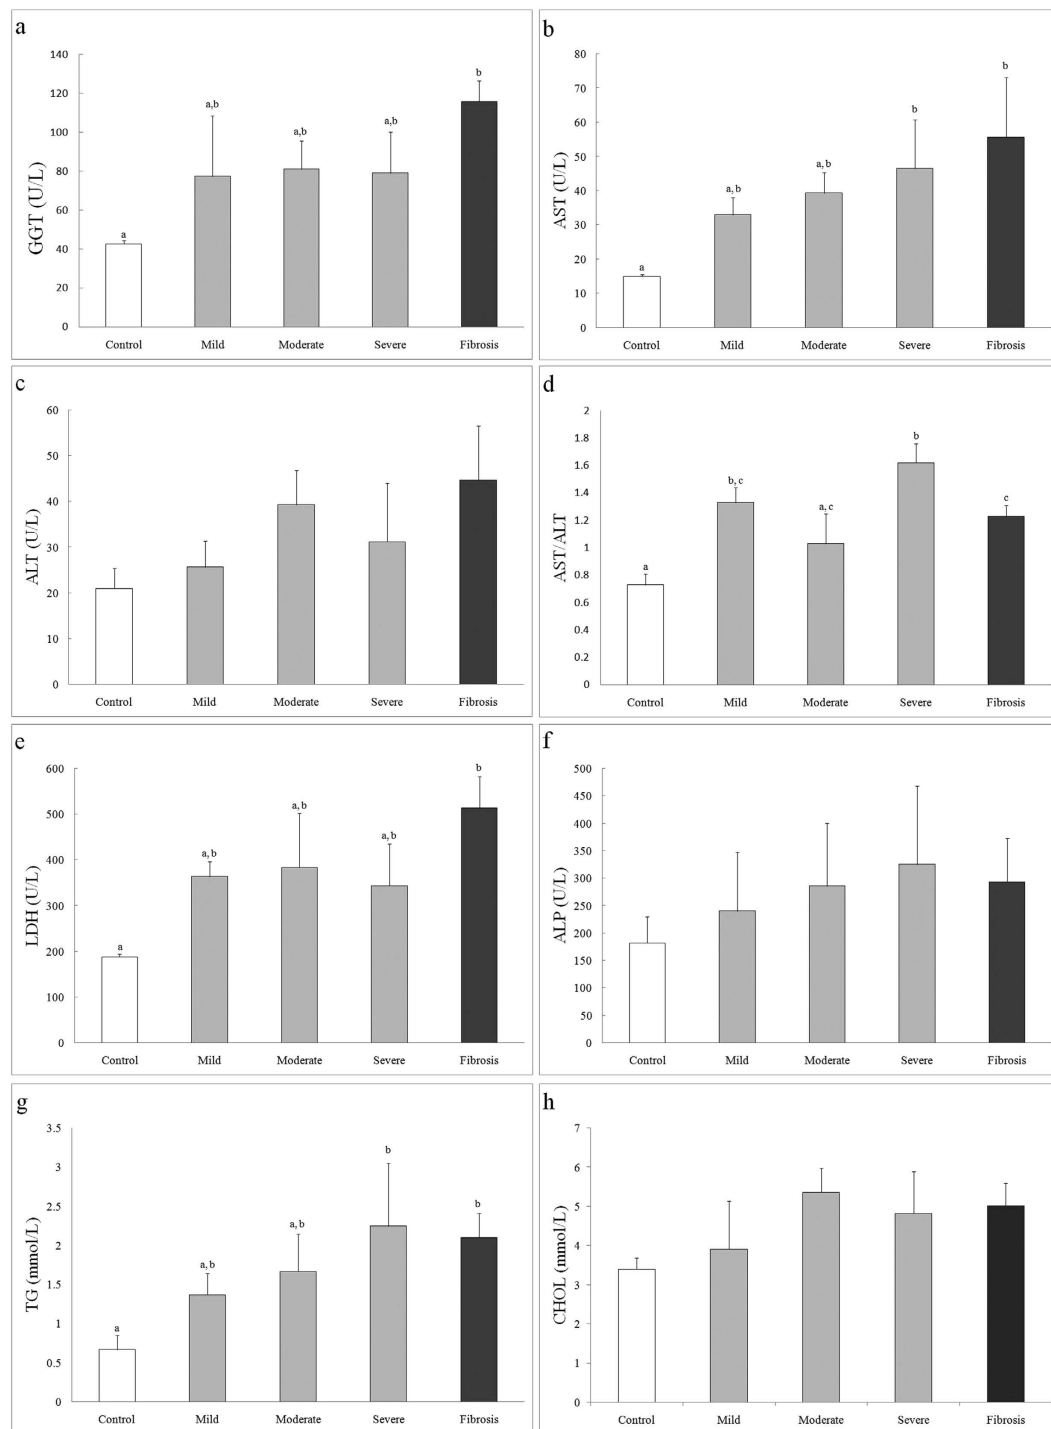 a
GGT (U/L)
140
120
100
80
60
40
20
0
a
a,b
a,b
a,b
b
Control Mild Moderate Severe Fibrosis
b
AST (U/L)
80
70
60
50
40
30
20
10
0
a
a, b
a, b
b
b
Control Mild Moderate Severe Fibrosis
c
ALT (U/L)
60
50
40
30
20
10
0
Control Mild Moderate Severe Fibrosis
d
AST/ALT
2
1.8
1.6
1.4
1.2
1
0.8
0.6
0.4
0.2
0
a
b, c
a, c
b
c
Control Mild Moderate Severe Fibrosis
e
LDH (U/L)
600
500
400
300
200
100
0
a
a, b
a, b
a, b
b
Control Mild Moderate Severe Fibrosis
f
ALP (U/L)
500
450
400
350
300
250
200
150
100
50
0
Control Mild Moderate Severe Fibrosis
g
TG (mmol/L)
3.5
3
2.5
2
1.5
1
0.5
0
a
a, b
a, b
b
b
Control Mild Moderate Severe Fibrosis
h
CHOL (mmol/L)
7
6
5
4
3
2
1
0
Control Mild Moderate Severe Fibrosis